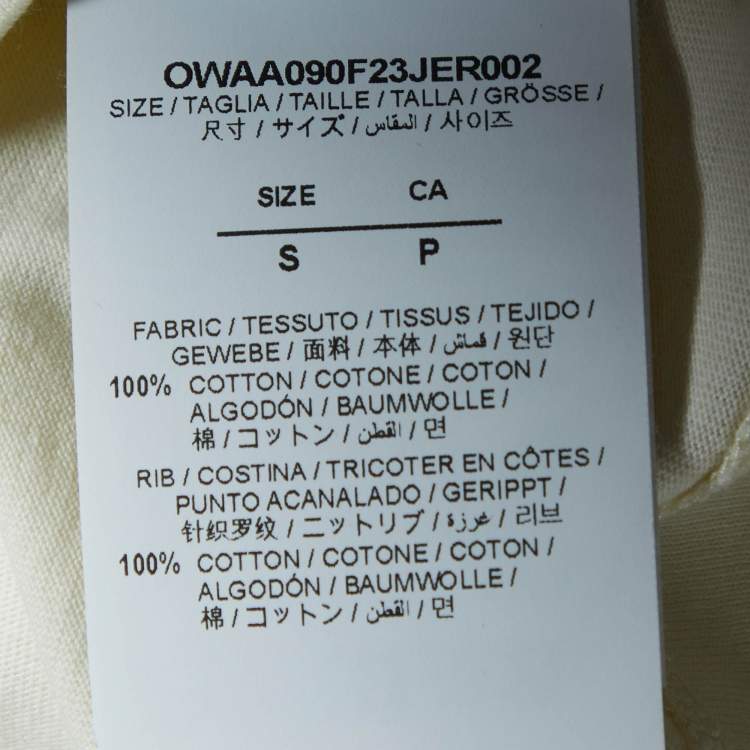 OWAA090F23JER002
SIZE / TAGLIA / TAILLE / TALLA / GRÖSSE /
尺寸 / サイズ / المقاس / 사이즈
SIZE CA
S P
FABRIC / TESSUTO / TISSUS / TEJIDO /
GEWEBE / 面料 / 本体 / قماش / 원단
100% COTTON / COTONE / COTON /
ALGODÓN / BAUMWOLLE /
棉 / コットン / القطن / 면
RIB / COSTINA / TRICOTER EN CÔTES /
PUNTO ACANALADO / GERIPPT /
针织罗纹 / ニットリブ / غرزة / 리브
100% COTTON / COTONE / COTON /
ALGODÓN / BAUMWOLLE /
棉 / コットン / القطن / 면